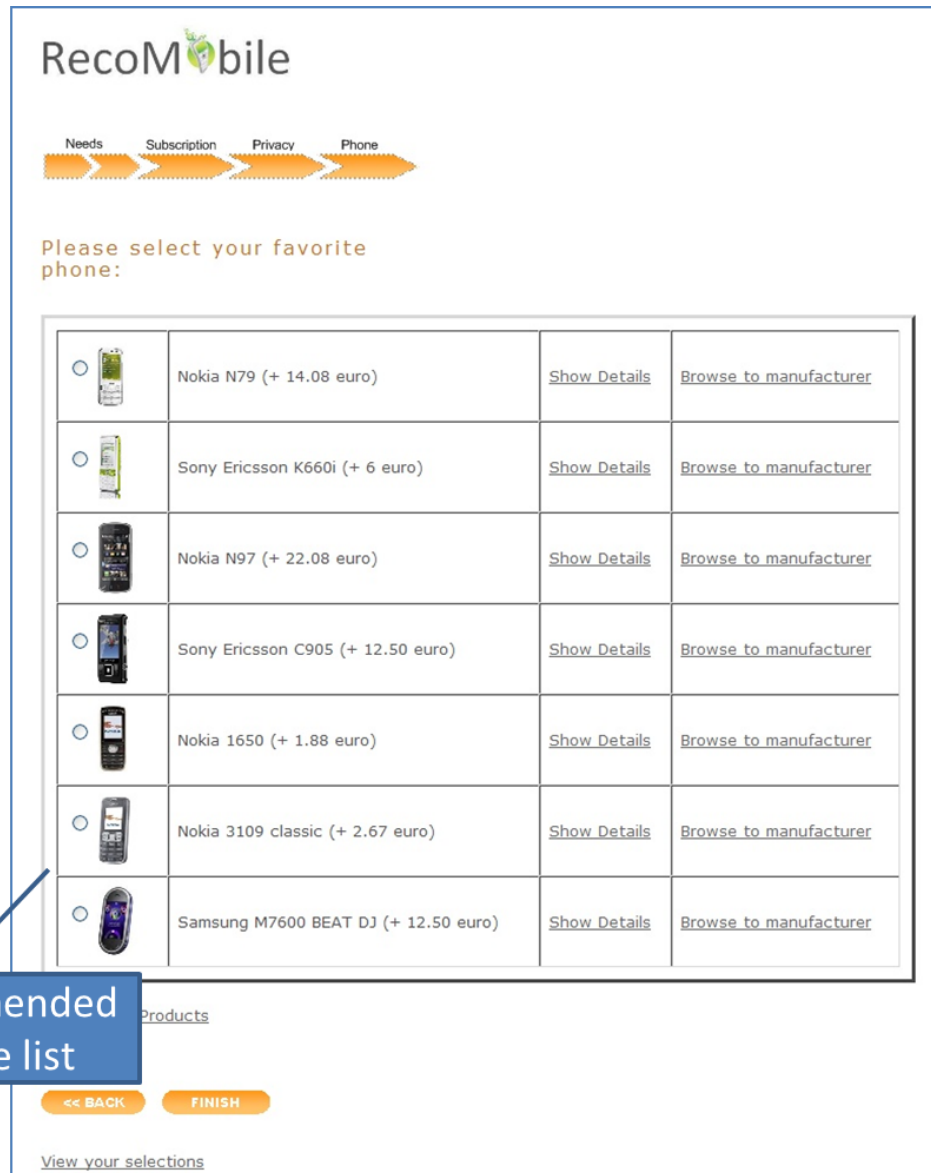 RecoMobile
Needs Subscription Privacy Phone
Please select your favorite
phone:
Nokia N79 (+ 14.08 euro) Show Details Browse to manufacturer
Sony Ericsson K660i (+ 6 euro) Show Details Browse to manufacturer
Nokia N97 (+ 22.08 euro) Show Details Browse to manufacturer
Sony Ericsson C905 (+ 12.50 euro) Show Details Browse to manufacturer
Nokia 1650 (+ 1.88 euro) Show Details Browse to manufacturer
Nokia 3109 classic (+ 2.67 euro) Show Details Browse to manufacturer
Samsung M7600 BEAT DJ (+ 12.50 euro) Show Details Browse to manufacturer
Products
list
<< BACK FINISH
View your selections